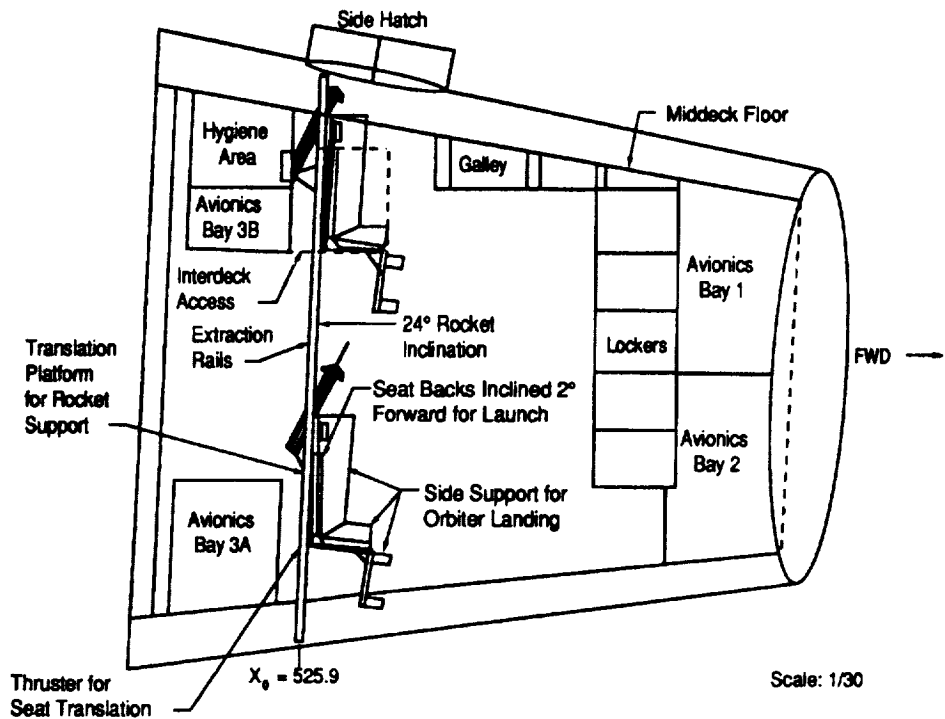 Side Hatch
Middeck Floor
Hygiene
Area
Galley
Avionics
Bay 3B
Interdeck
Access
Avionics
Bay 1
Extraction
Rails
24° Rocket
Inclination
Lockers
FWD
Translation
Platform
for Rocket
Support
Seat Backs Inclined 2°
Forward for Launch
Avionics
Bay 2
Avionics
Bay 3A
Side Support for
Orbiter Landing
X₀ = 525.9
Thruster for
Seat Translation
Scale: 1/30